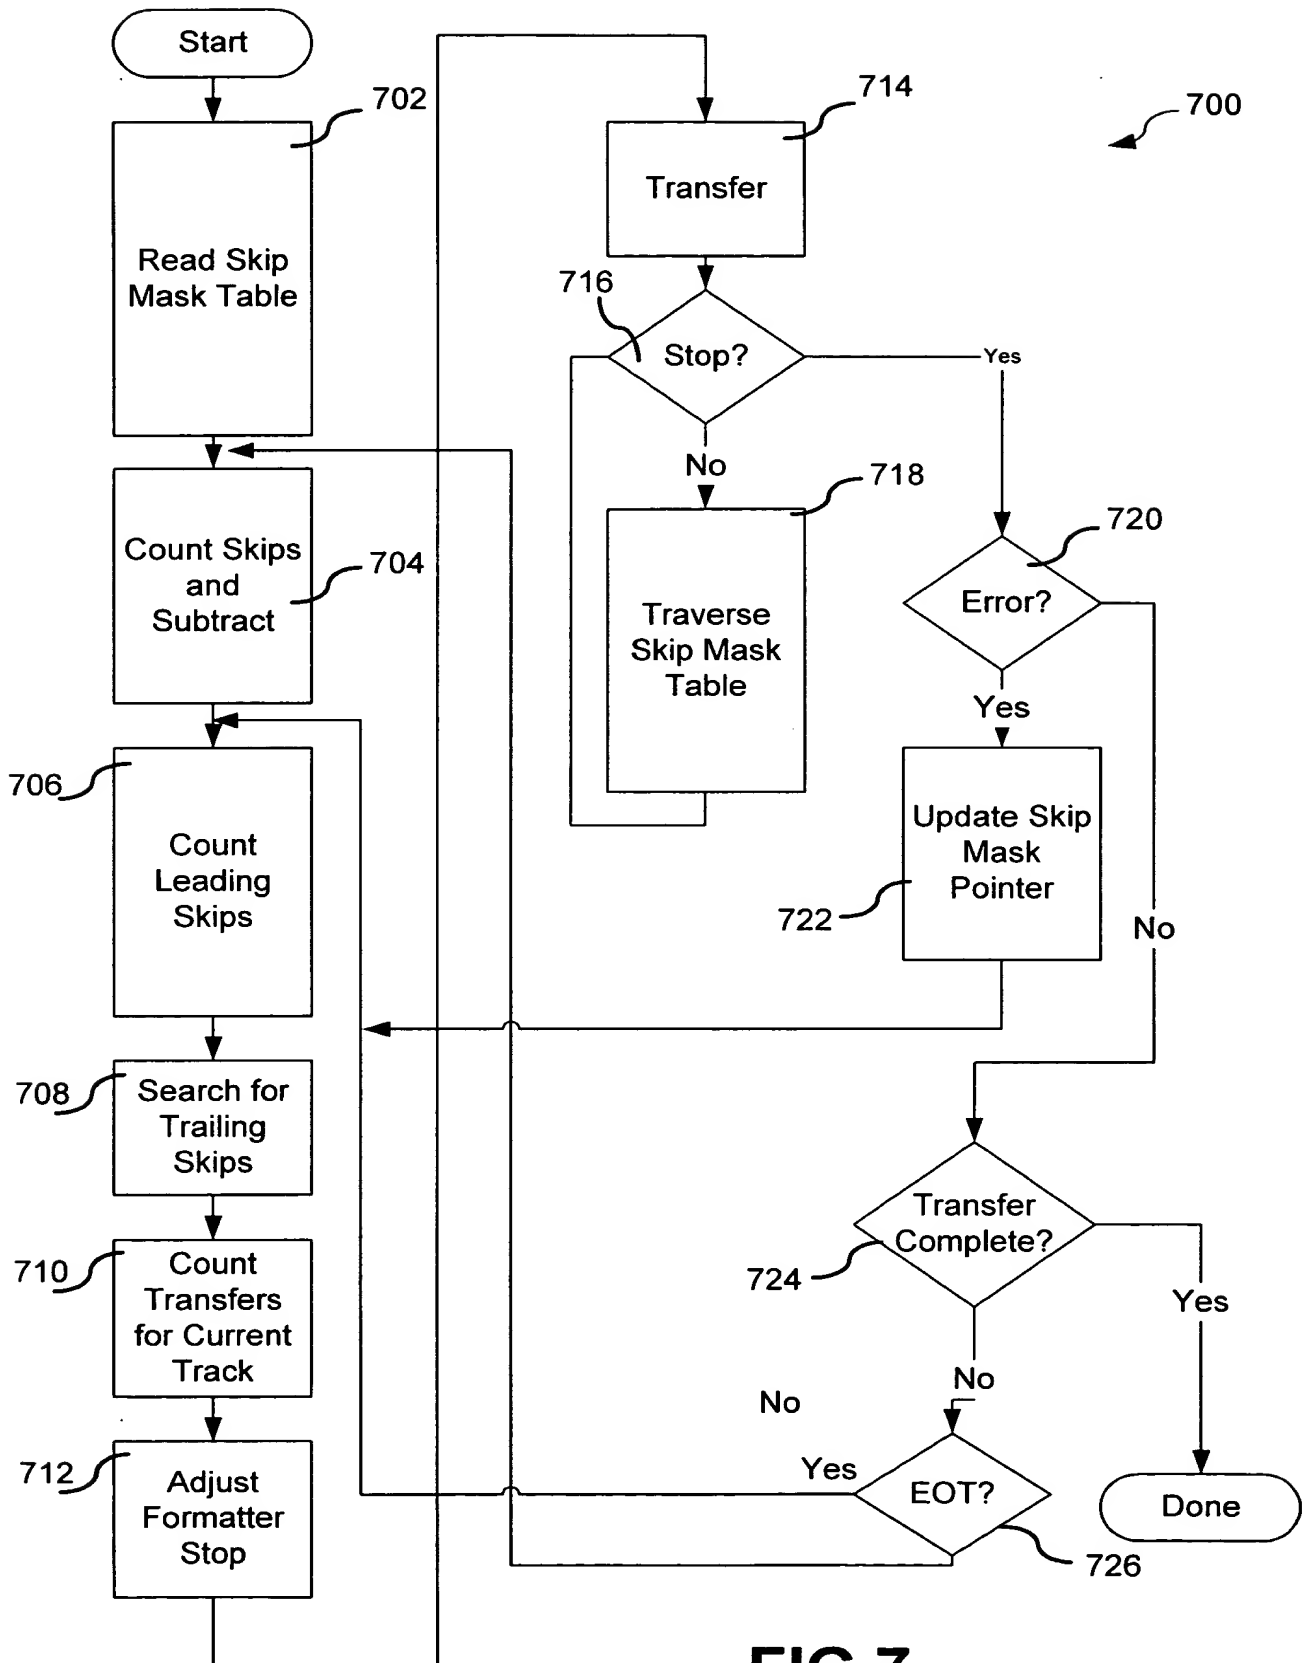 Start
702
Read Skip
Mask Table
Count Skips
and
Subtract
704
706
Count
Leading
Skips
708
Search for
Trailing
Skips
710
Count
Transfers
for Current
Track
712
Adjust
Formatter
Stop
714
700
Transfer
716
Stop?
Yes
No
718
Traverse
Skip Mask
Table
720
Error?
Yes
Update Skip
Mask
Pointer
722
No
Transfer
Complete?
724
Yes
No
No
Yes
EOT?
726
Done
FIG 7